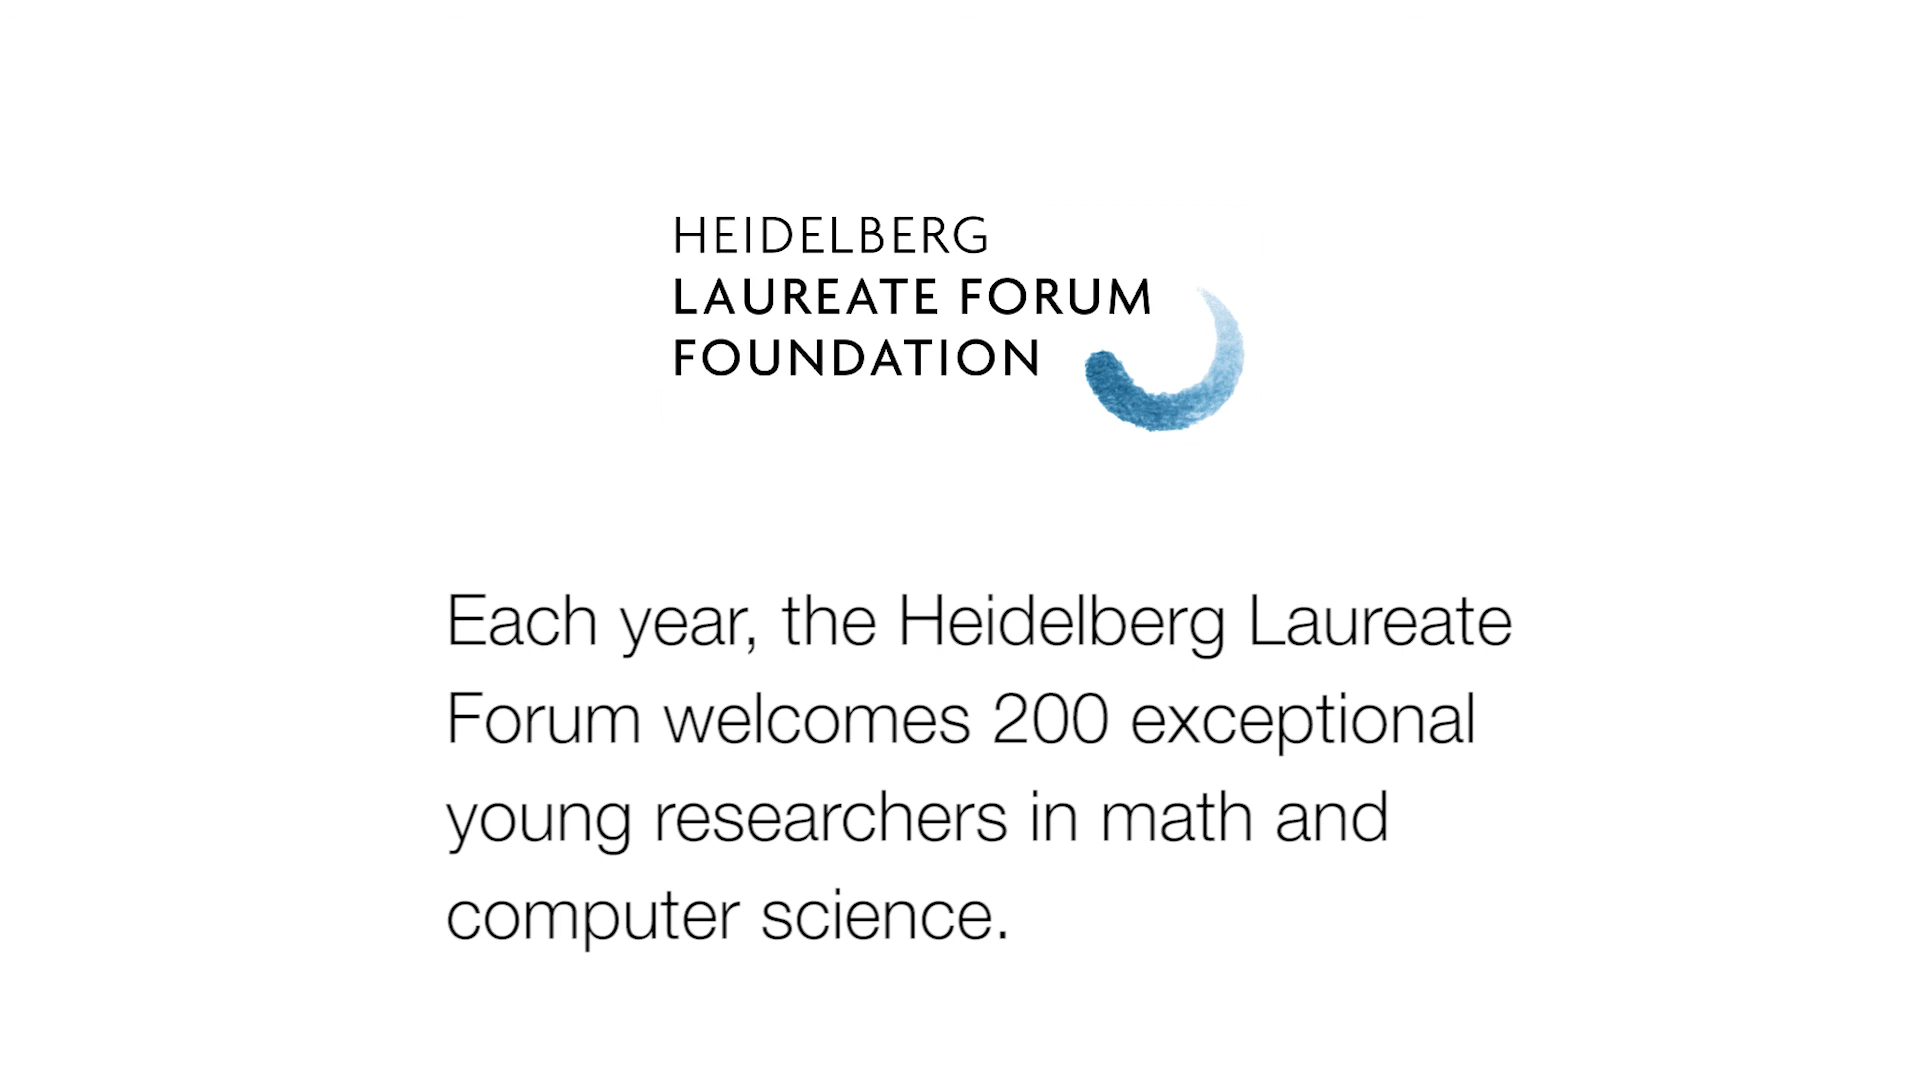 HEIDELBERG
LAUREATE FORUM
FOUNDATION
Each year, the Heidelberg Laureate
Forum welcomes 200 exceptional
young researchers in math and
computer science.